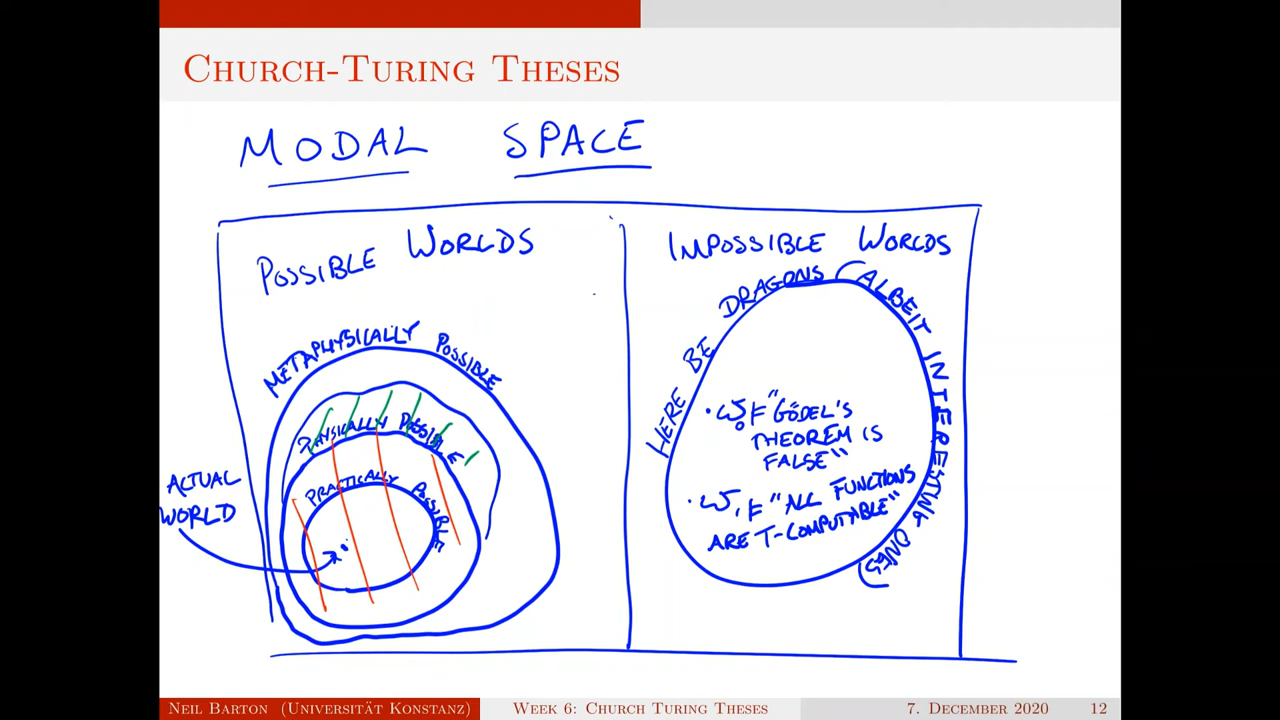 Church-Turing Theses
MODAL SPACE
POSSIBLE WORLDS
IMPOSSIBLE WORLDS
METAPHYSICALLY POSSIBLE
PHYSICALLY POSSIBLE
PRACTICALLY POSSIBLE
ACTUAL
WORLD
HERE BE DRAGONS (ALBEIT INTERESTING ONES)
• W₀ ⊭ "GÖDEL'S
THEOREM IS
FALSE"
• W₁ ⊭ "ALL FUNCTIONS
ARE T-COMPUTABLE"
Neil Barton (Universität Konstanz)
Week 6: Church Turing Theses
7. December 2020
12